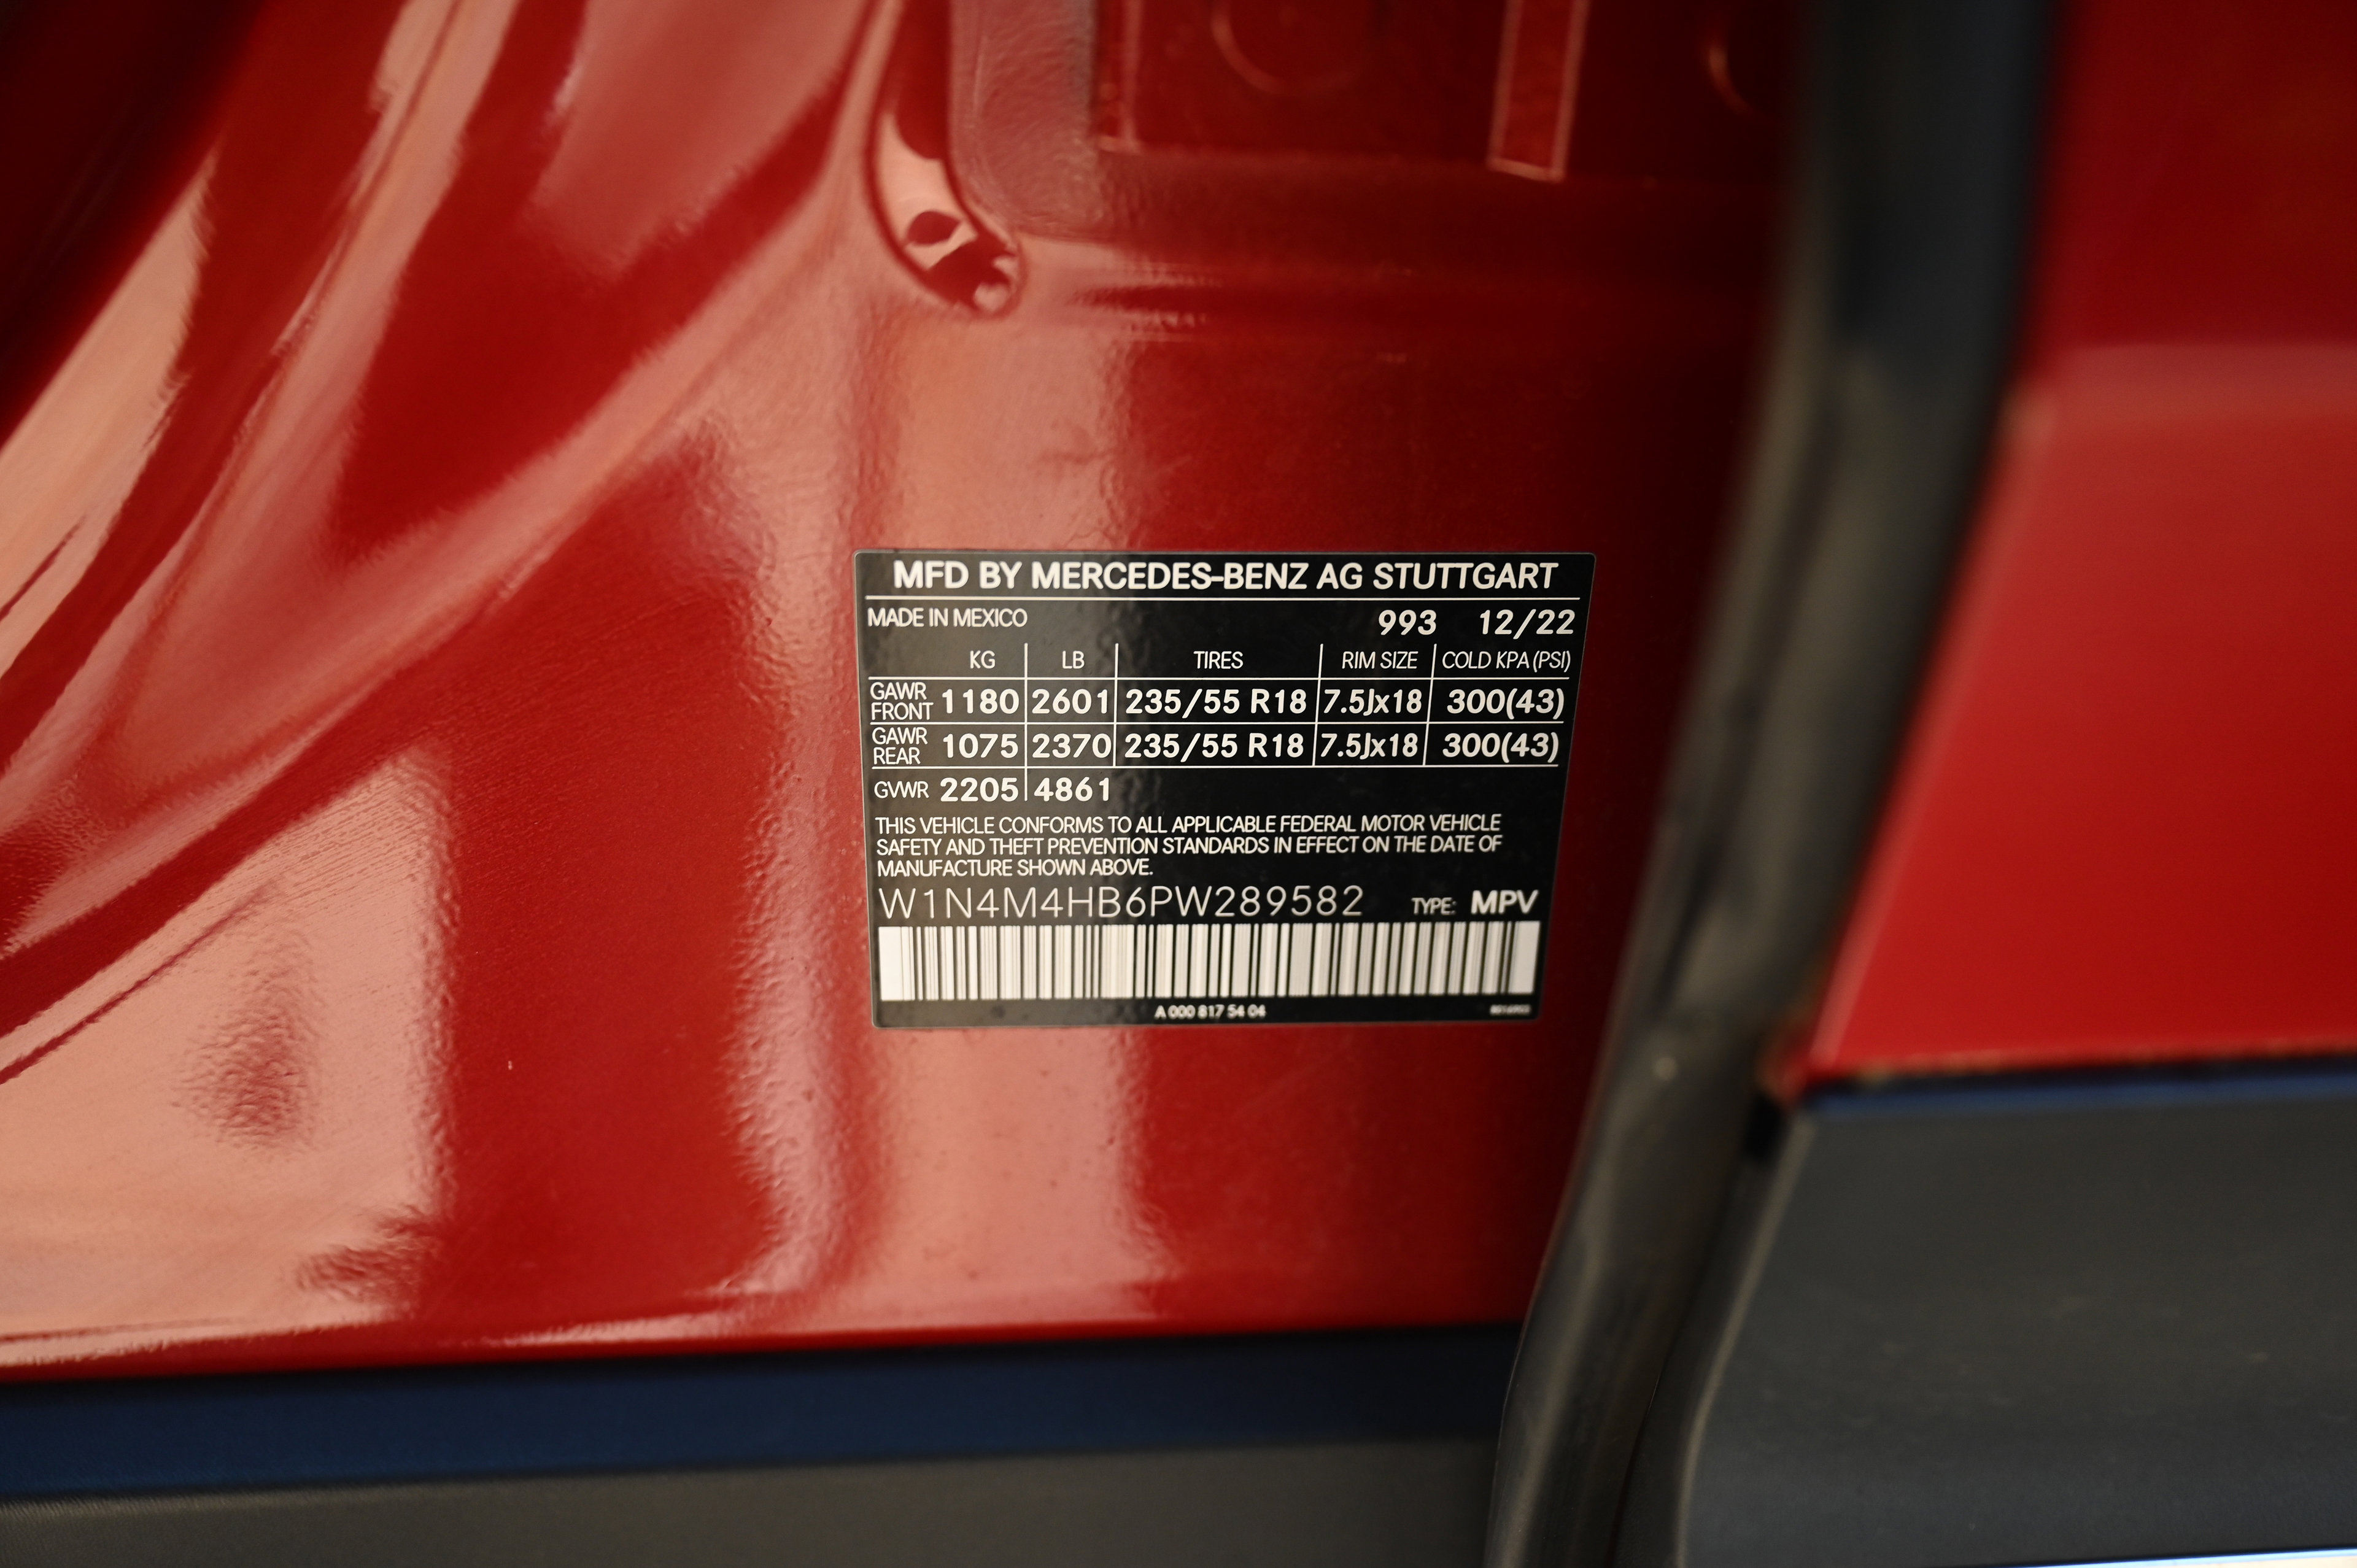 MFD BY MERCEDES-BENZ AG STUTTGART
MADE IN MEXICO 993 12/22
KG LB TIRES RIM SIZE COLD KPA (PSI)
GAWR FRONT 1180 2601 235/55 R18 7.5Jx18 300(43)
GAWR REAR 1075 2370 235/55 R18 7.5Jx18 300(43)
GVWR 2205 4861
THIS VEHICLE CONFORMS TO ALL APPLICABLE FEDERAL MOTOR VEHICLE
SAFETY AND THEFT PREVENTION STANDARDS IN EFFECT ON THE DATE OF
MANUFACTURE SHOWN ABOVE.
W1N4M4HB6PW289582 TYPE: MPV
A 000 817 54 04